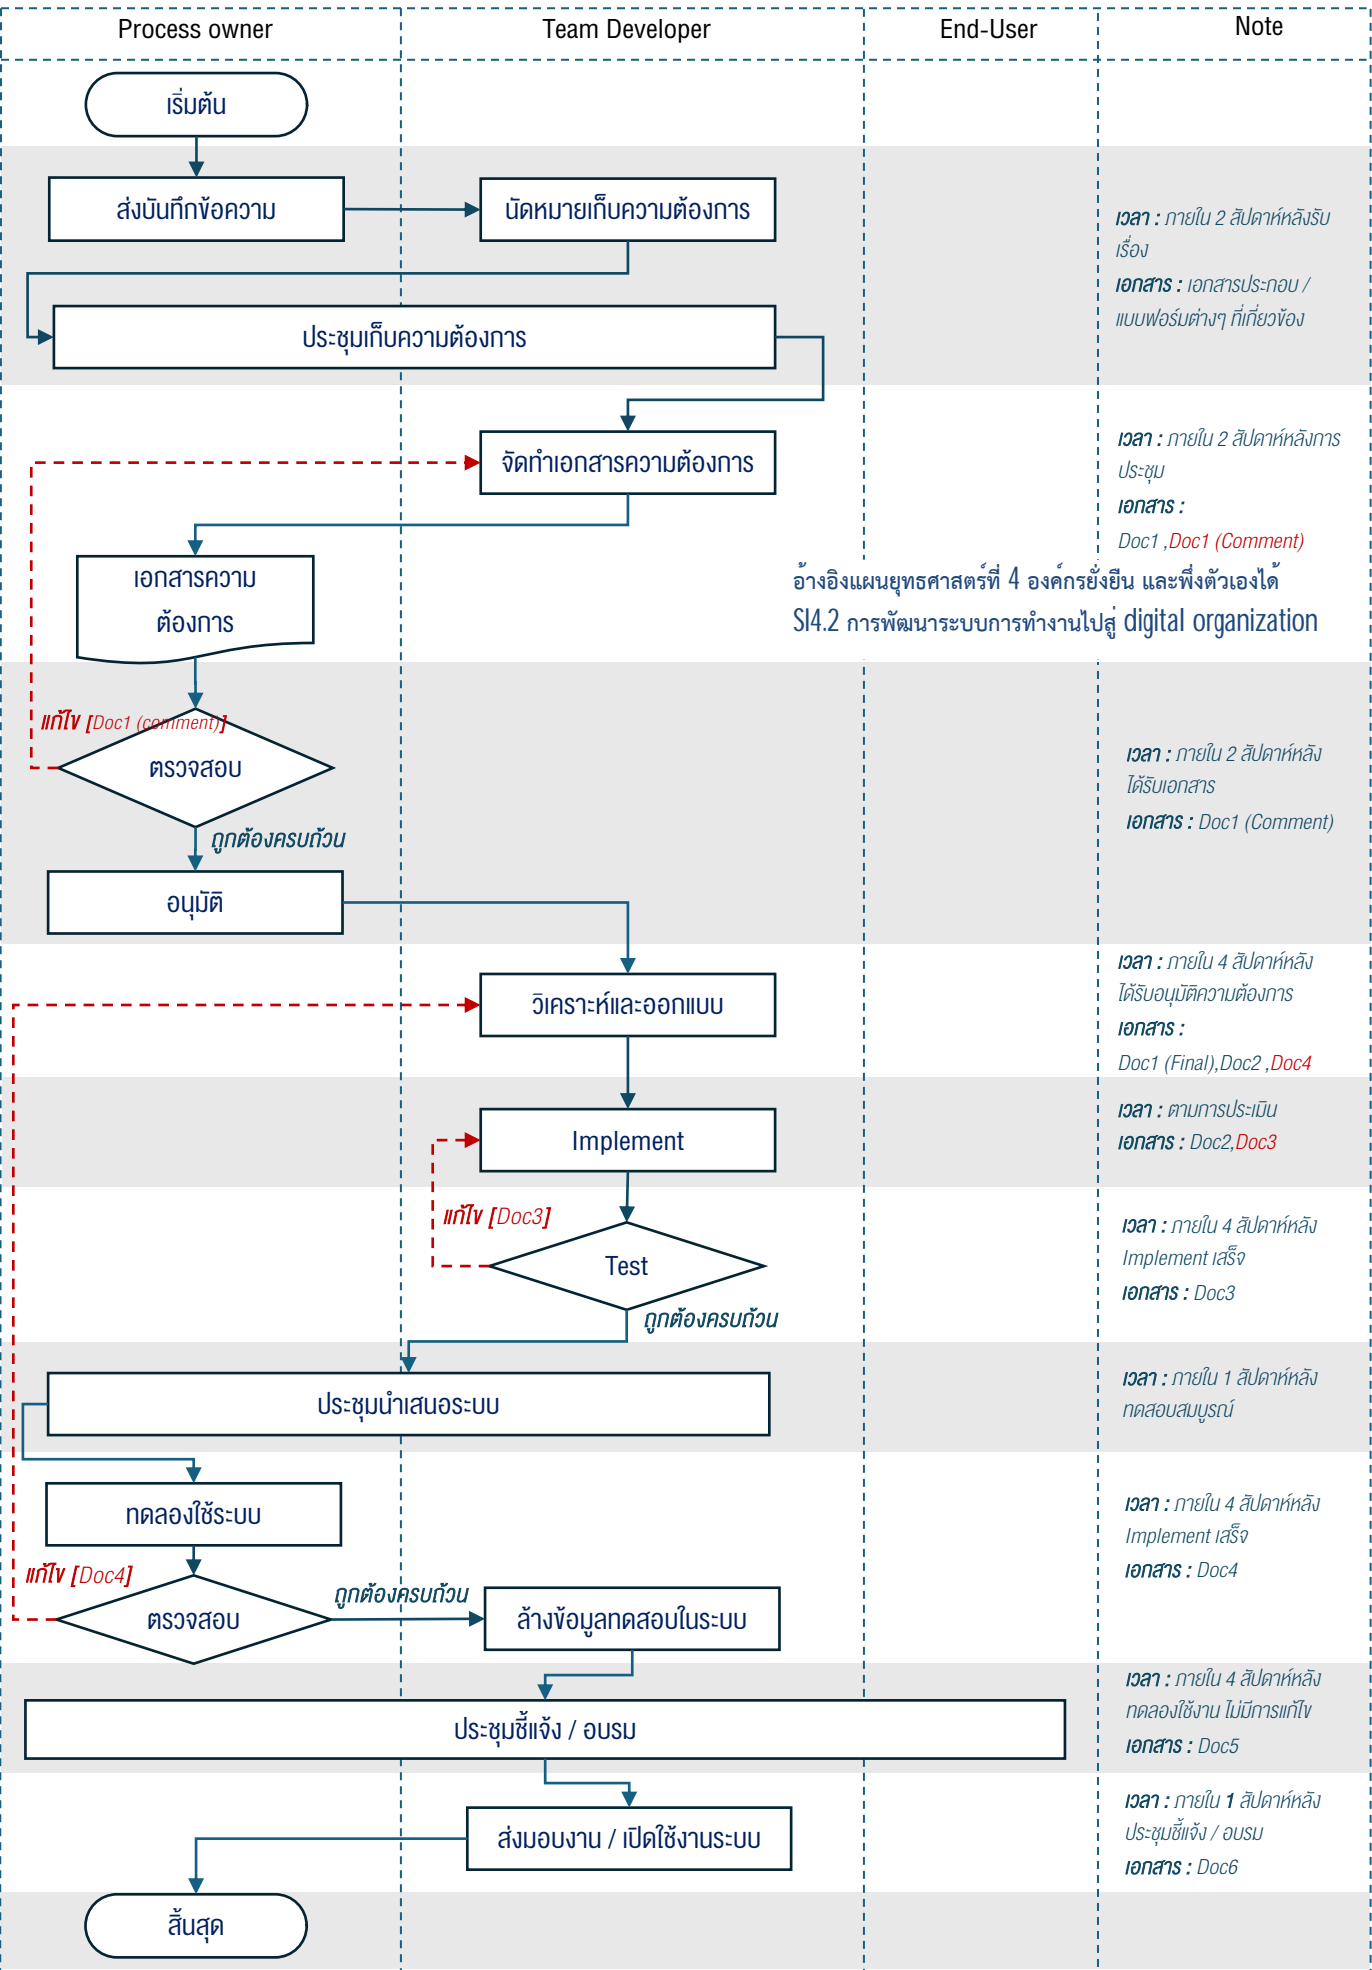 Process owner
Team Developer
End-User
Note
เริ่มต้น
ส่งบันทึกข้อความ
นัดหมายเก็บความต้องการ
เวลา : ภายใน 2 สัปดาห์หลังรับ
เรื่อง
เอกสาร : เอกสารประกอบ /
แบบฟอร์มต่างๆ ที่เกี่ยวข้อง
ประชุมเก็บความต้องการ
จัดทำเอกสารความต้องการ
เวลา : ภายใน 2 สัปดาห์หลังการ
ประชุม
เอกสาร :
Doc1 ,Doc1 (Comment)
เอกสารความ
ต้องการ
อ้างอิงแผนยุทธศาสตร์ที่ 4 องค์กรยั่งยืน และพึ่งตัวเองได้
SI4.2 การพัฒนาระบบการทำงานไปสู่ digital organization
แก้ไข [Doc1 (comment)]
ตรวจสอบ
เวลา : ภายใน 2 สัปดาห์หลัง
ได้รับเอกสาร
เอกสาร : Doc1 (Comment)
ถูกต้องครบถ้วน
อนุมัติ
วิเคราะห์และออกแบบ
เวลา : ภายใน 4 สัปดาห์หลัง
ได้รับอนุมัติความต้องการ
เอกสาร :
Doc1 (Final),Doc2 ,Doc4
Implement
เวลา : ตามการประเมิน
เอกสาร : Doc2,Doc3
แก้ไข [Doc3]
Test
เวลา : ภายใน 4 สัปดาห์หลัง
Implement เสร็จ
เอกสาร : Doc3
ถูกต้องครบถ้วน
ประชุมนำเสนอระบบ
เวลา : ภายใน 1 สัปดาห์หลัง
ทดสอบสมบูรณ์
ทดลองใช้ระบบ
เวลา : ภายใน 4 สัปดาห์หลัง
Implement เสร็จ
เอกสาร : Doc4
แก้ไข [Doc4]
ตรวจสอบ
ถูกต้องครบถ้วน
ล้างข้อมูลทดสอบในระบบ
เวลา : ภายใน 4 สัปดาห์หลัง
ทดลองใช้งาน ไม่มีการแก้ไข
เอกสาร : Doc5
ประชุมชี้แจ้ง / อบรม
ส่งมอบงาน / เปิดใช้งานระบบ
เวลา : ภายใน 1 สัปดาห์หลัง
ประชุมชี้แจ้ง / อบรม
เอกสาร : Doc6
สิ้นสุด